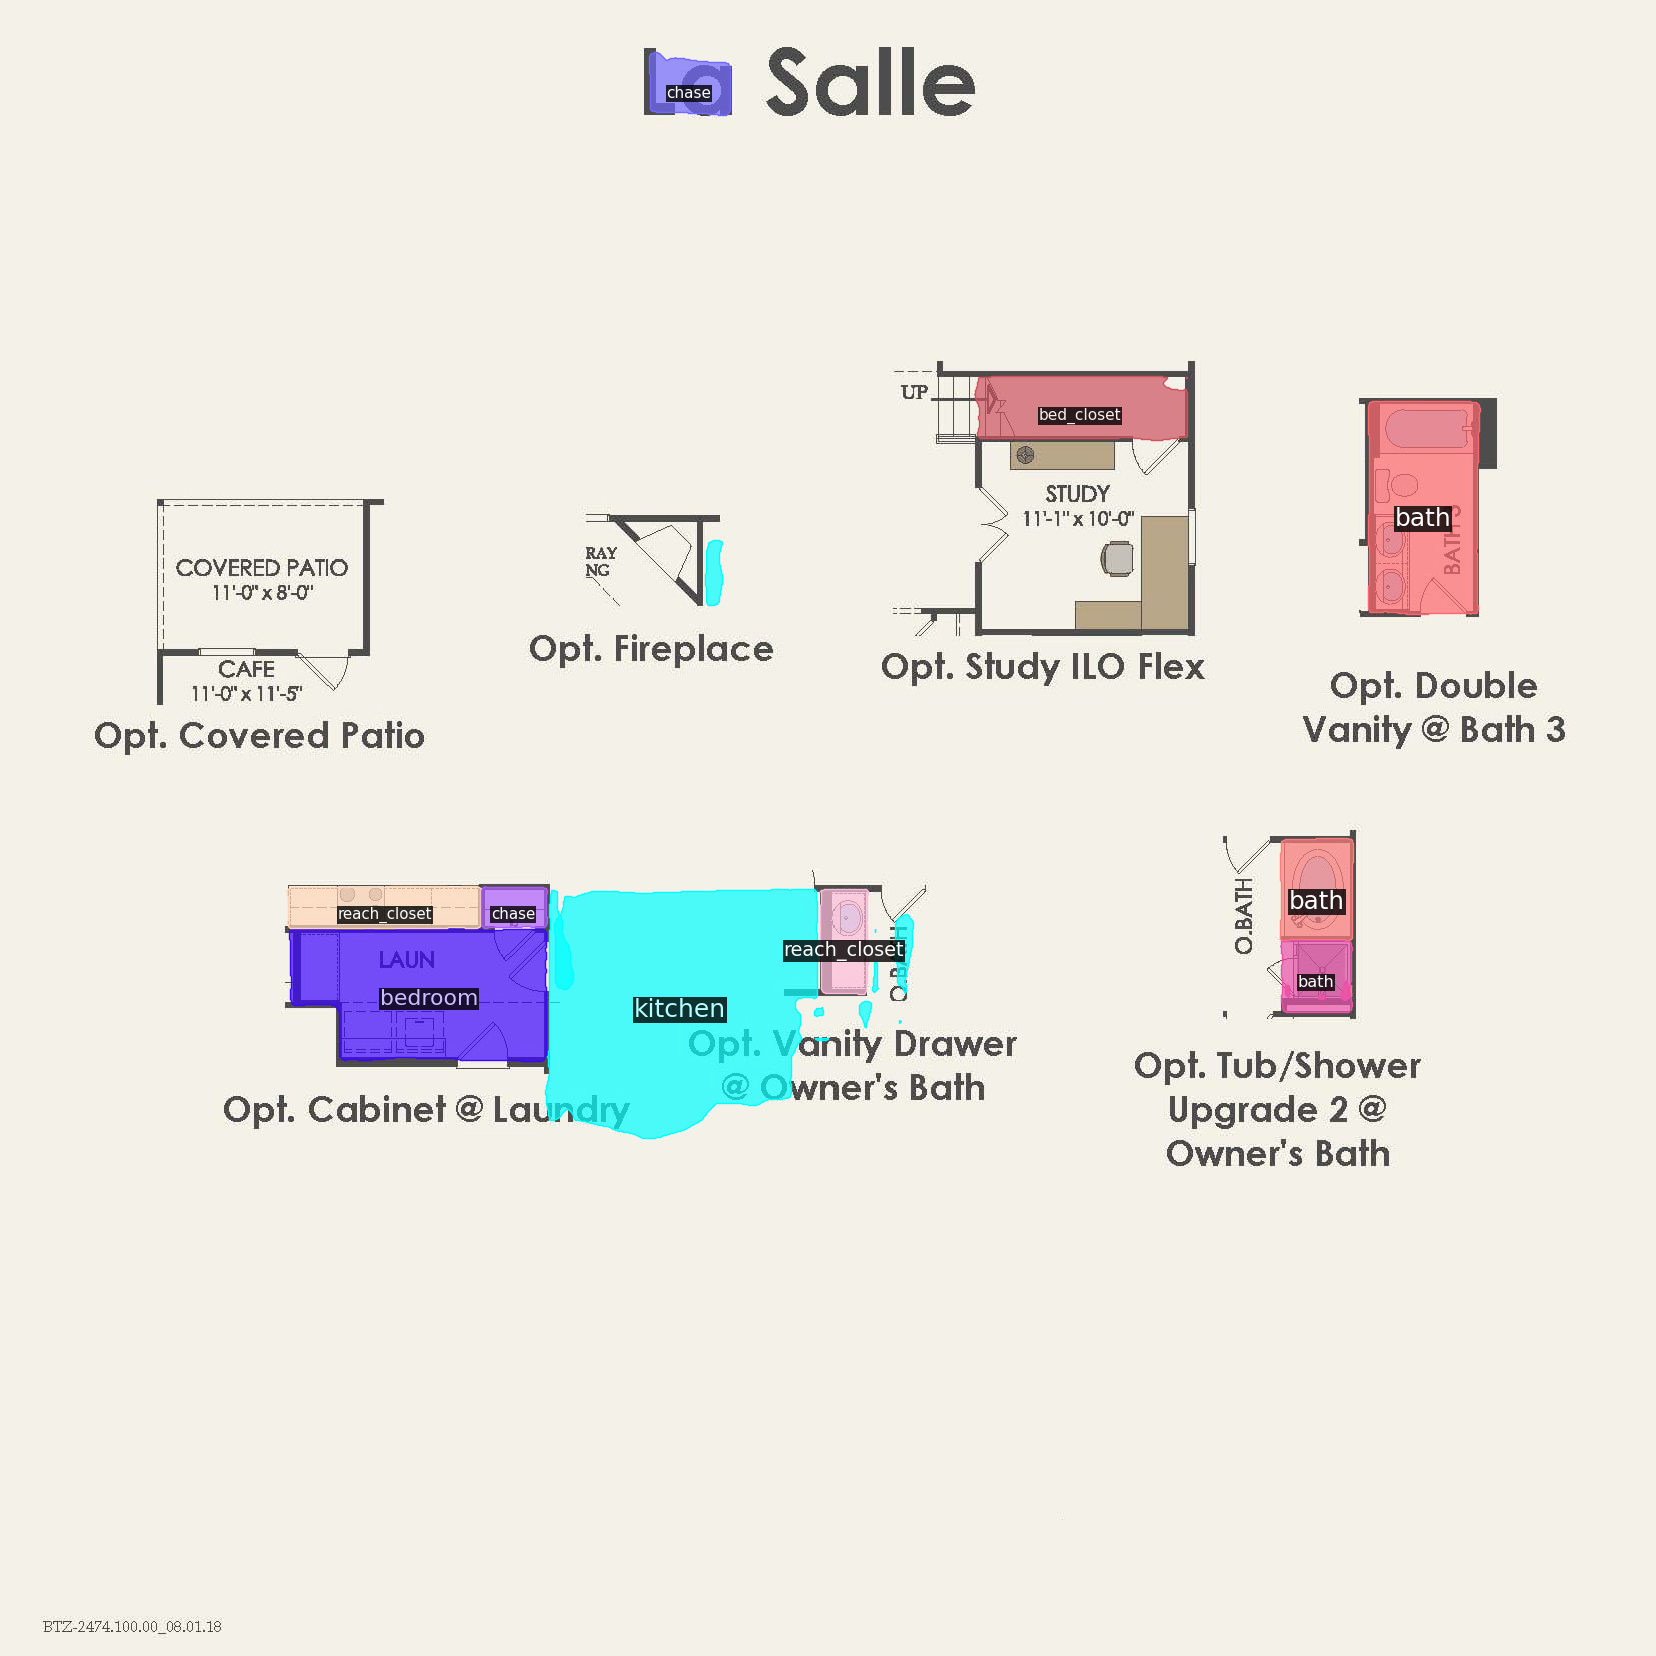 La Salle
chase
UP
bed_closet
STUDY
11'-1" x 10'-0"
Opt. Study ILO Flex
bath
BATH 3
Opt. Double
Vanity @ Bath 3
COVERED PATIO
11'-0" x 8'-0"
CAFE
11'-0" x 11'-5"
Opt. Covered Patio
RAY
NG
Opt. Fireplace
reach_closet
chase
LAUN
bedroom
Opt. Cabinet @ Laundry
kitchen
reach_closet
O.BATH
Opt. Vanity Drawer
@ Owner's Bath
O.BATH
bath
bath
Opt. Tub/Shower
Upgrade 2 @
Owner's Bath
BTZ-2474.100.00_08.01.18